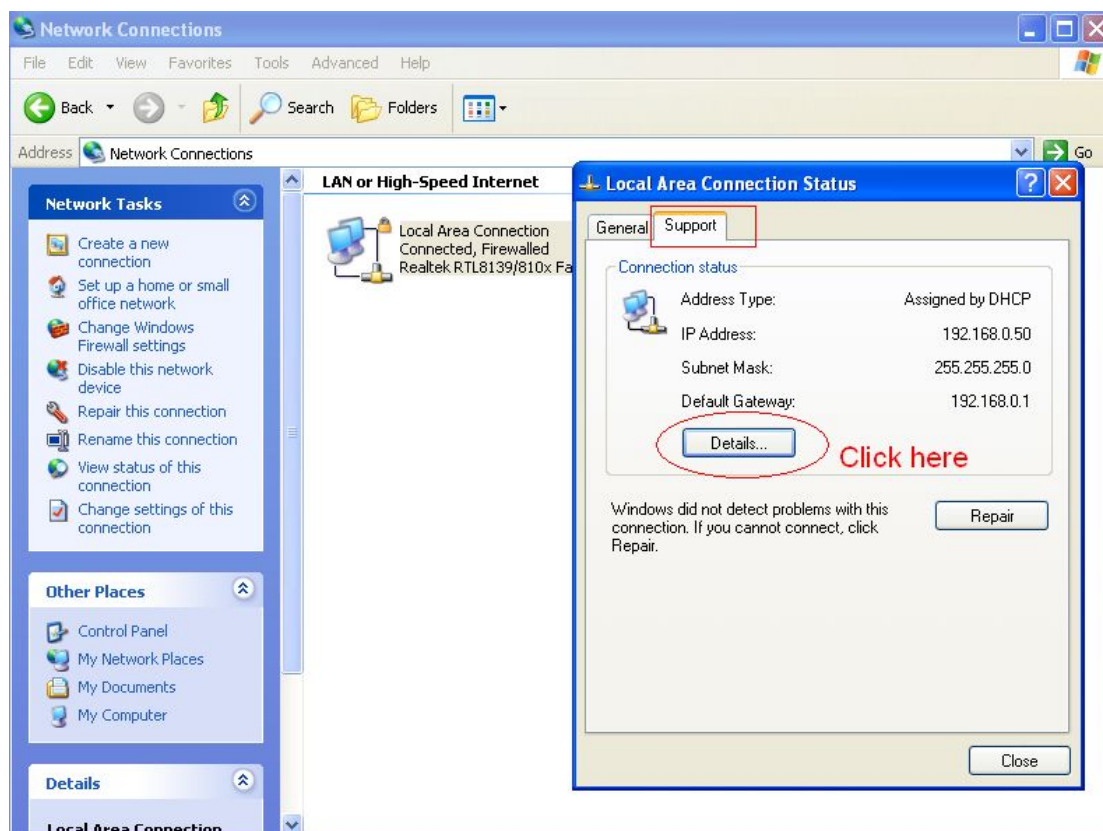 Network Connections
File Edit View Favorites Tools Advanced Help
Back Search Folders
Address Network Connections Go
Network Tasks
Create a new
connection
Set up a home or small
office network
Change Windows
Firewall settings
Disable this network
device
Repair this connection
Rename this connection
View status of this
connection
Change settings of this
connection
Other Places
Control Panel
My Network Places
My Documents
My Computer
Details
Local Area Connection
LAN or High-Speed Internet
Local Area Connection
Connected, Firewalled
Realtek RTL8139/810x Fa
Local Area Connection Status
General Support
Connection status
Address Type: Assigned by DHCP
IP Address: 192.168.0.50
Subnet Mask: 255.255.255.0
Default Gateway: 192.168.0.1
Details...
Click here
Windows did not detect problems with this
connection. If you cannot connect, click
Repair.
Repair
Close